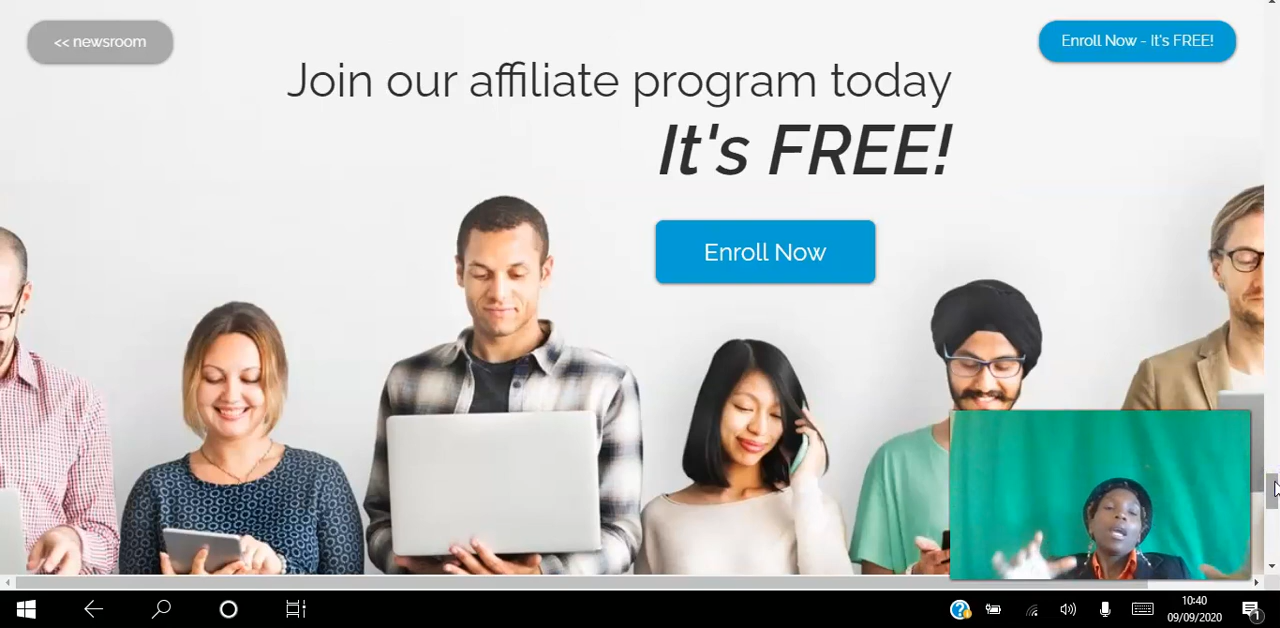 << newsroom
Enroll Now - It's FREE!
Join our affiliate program today
It's FREE!
Enroll Now
10:40
09/09/2020
1